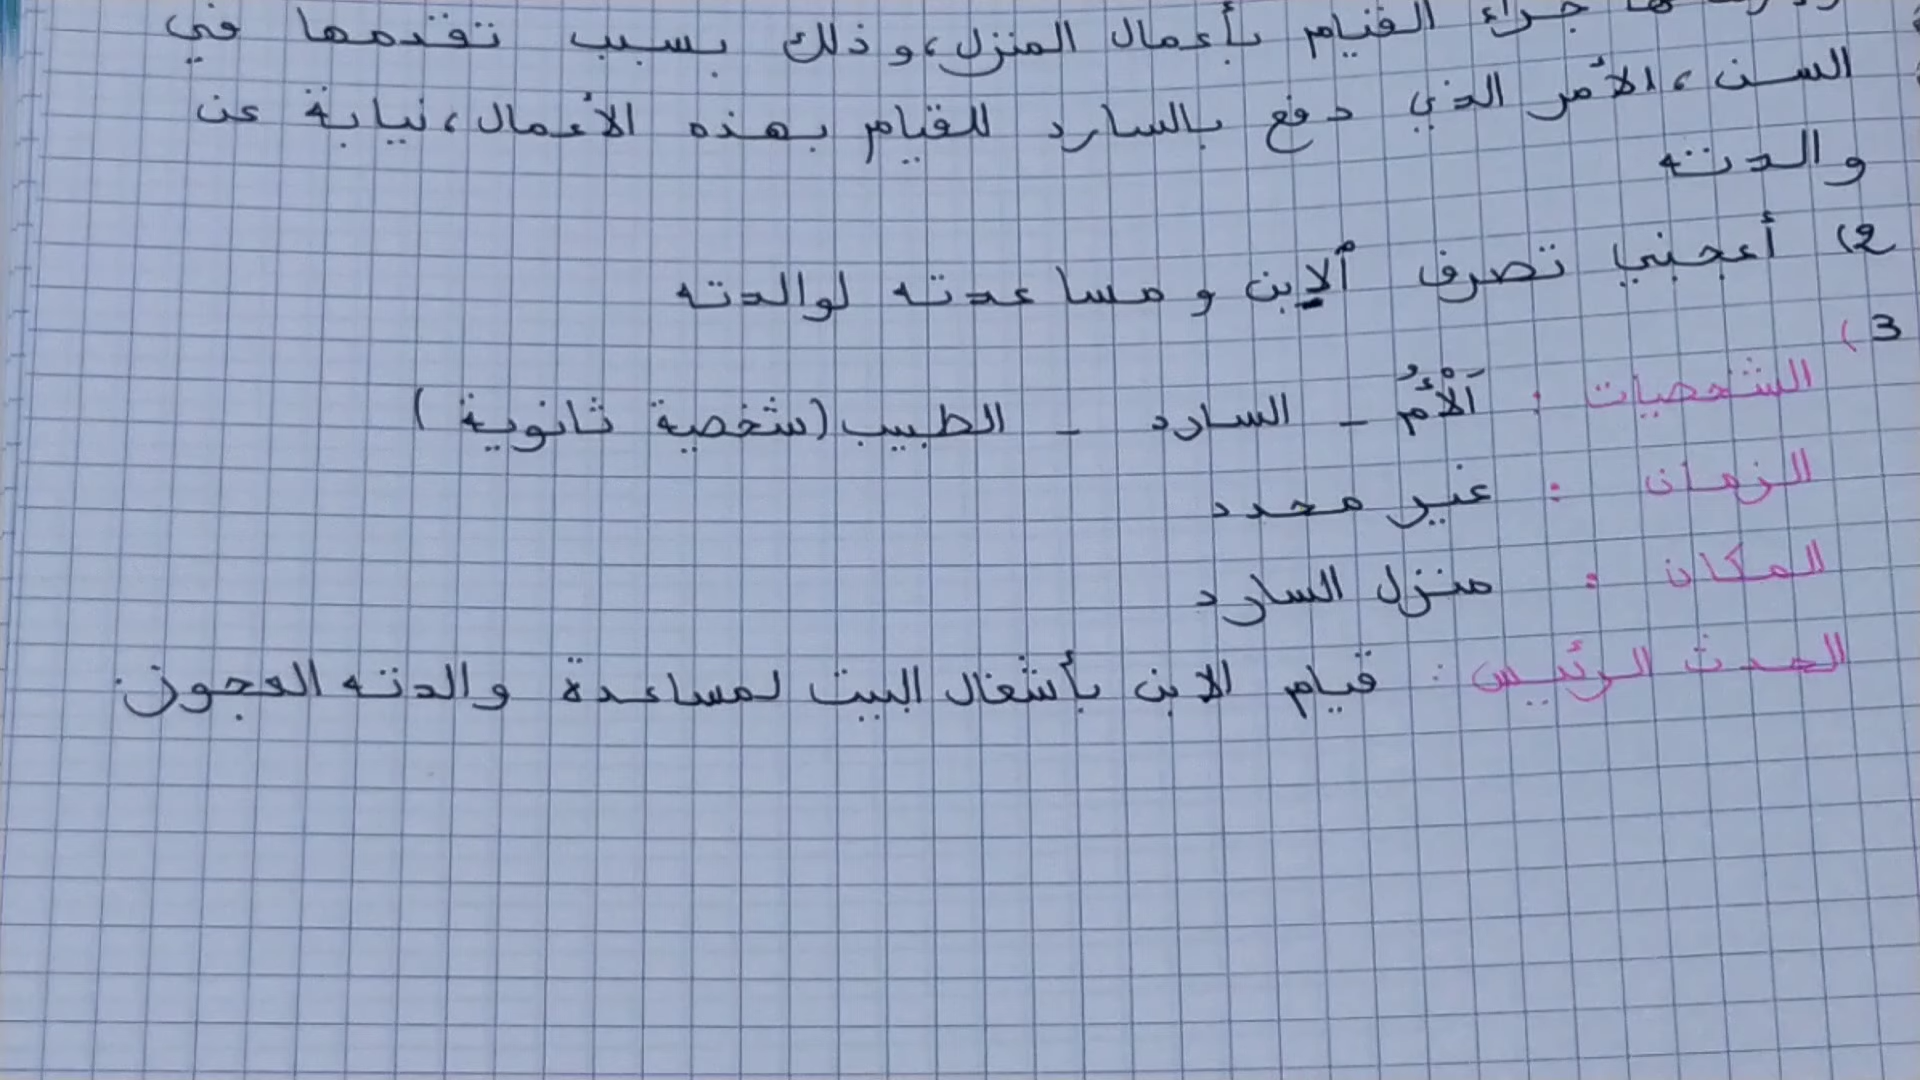 جراء القيام بأعمال المنزل، وذلك بسبب تقدمها في
السن، الأمر الذي دفع بالسارد للقيام بهذه الأعمال، نيابة عن
والدته
2) أعجبني تصرف ألابن ومساعدته لوالدته
3)
الشخصيات : اَلْأُمُّ - السارد - الطبيب (شخصية ثانوية)
الزمان : غير محدد
المكان : منزل السارد
الحدث الرئيس : قيام الابن بأشغال البيت لمساعدة والدته العجوز.